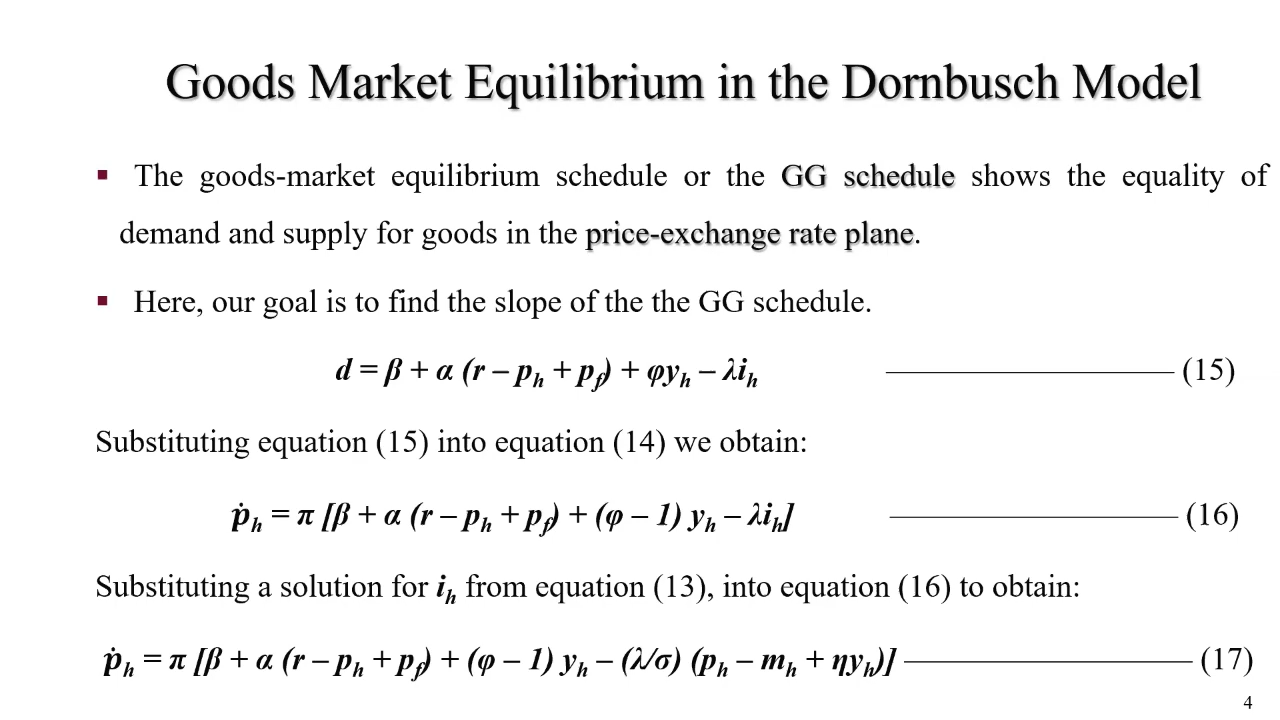 Goods Market Equilibrium in the Dornbusch Model
▪ The goods-market equilibrium schedule or the GG schedule shows the equality of
demand and supply for goods in the price-exchange rate plane.
▪ Here, our goal is to find the slope of the the GG schedule.
d = β + α (r – pₕ + p_f) + φyₕ – λiₕ ——————————— (15)
Substituting equation (15) into equation (14) we obtain:
ṗₕ = π [β + α (r – pₕ + p_f) + (φ – 1) yₕ – λiₕ] ——————————— (16)
Substituting a solution for iₕ from equation (13), into equation (16) to obtain:
ṗₕ = π [β + α (r – pₕ + p_f) + (φ – 1) yₕ – (λ/σ) (pₕ – mₕ + ηyₕ)] ——————————— (17)
4